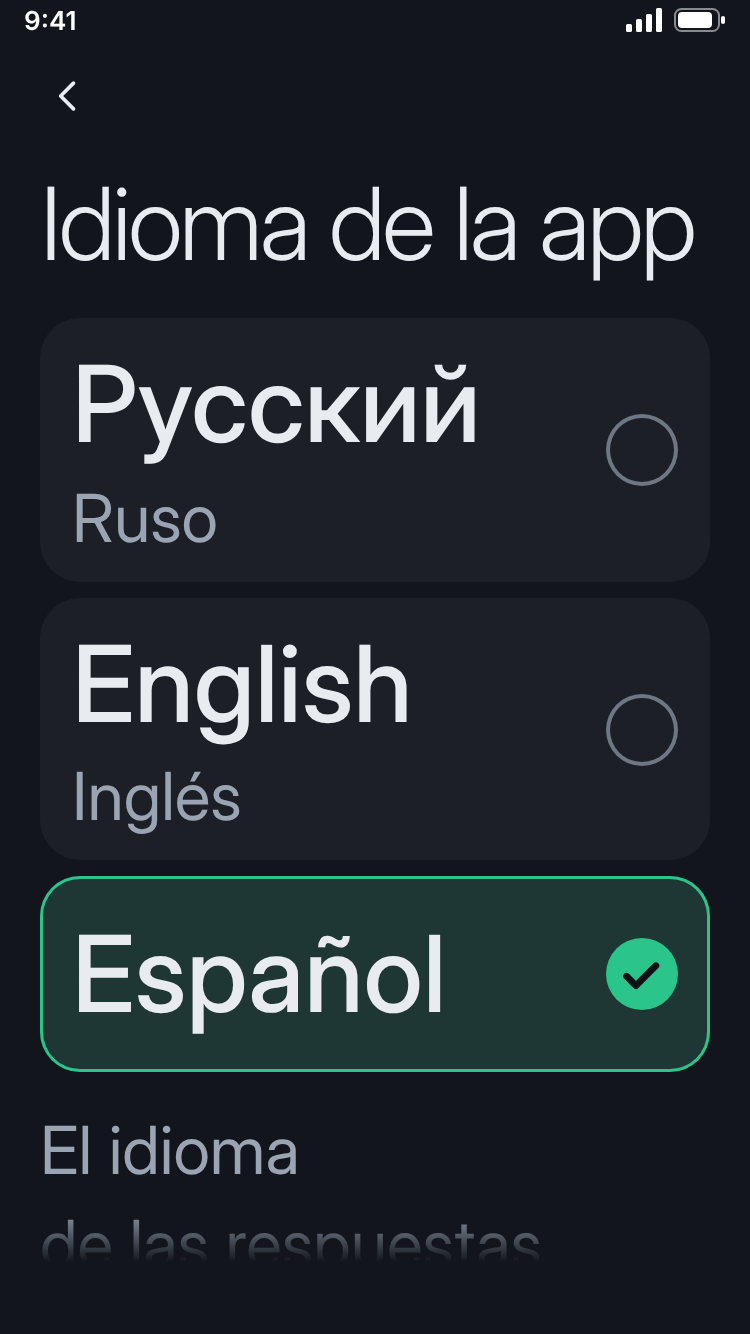 9:41
Idioma de la app
Русский
Ruso
English
Inglés
Español
El idioma
de las respuestas